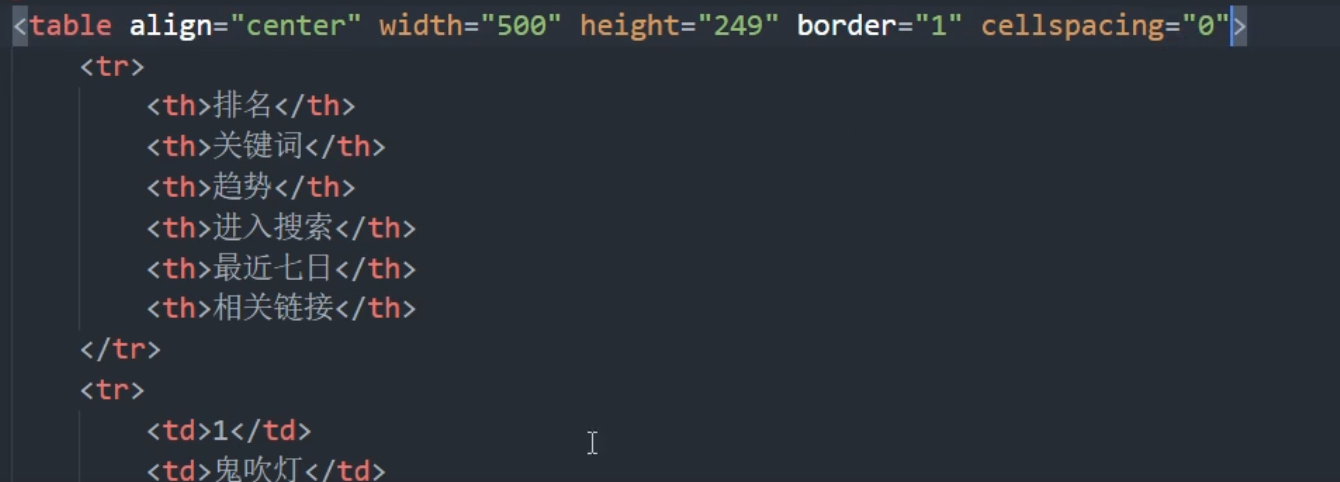 <table align="center" width="500" height="249" border="1" cellspacing="0">
<tr>
<th>排名</th>
<th>关键词</th>
<th>趋势</th>
<th>进入搜索</th>
<th>最近七日</th>
<th>相关链接</th>
</tr>
<tr>
<td>1</td>
<td>鬼吹灯</td>